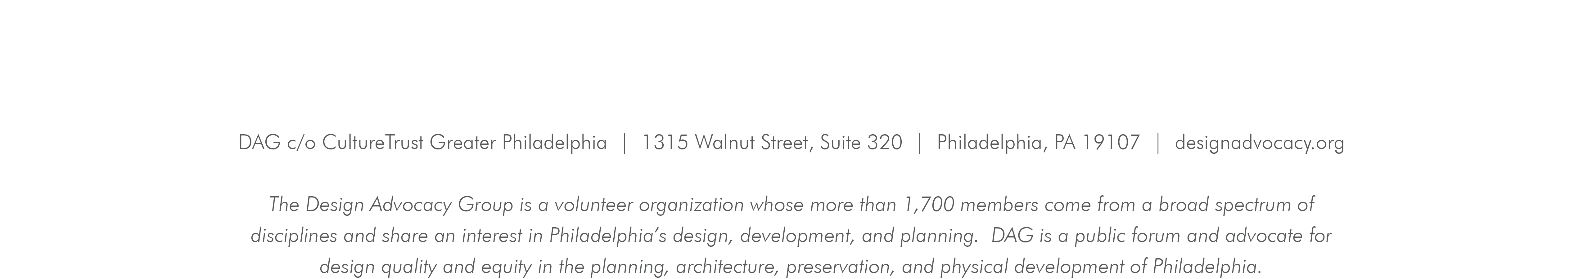 DAG c/o CultureTrust Greater Philadelphia | 1315 Walnut Street, Suite 320 | Philadelphia, PA 19107 | designadvocacy.org
The Design Advocacy Group is a volunteer organization whose more than 1,700 members come from a broad spectrum of
disciplines and share an interest in Philadelphia's design, development, and planning.  DAG is a public forum and advocate for
design quality and equity in the planning, architecture, preservation, and physical development of Philadelphia.